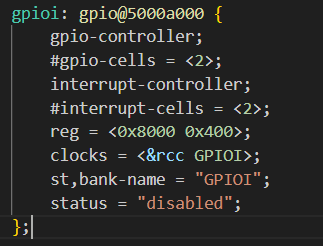 gpioi: gpio@5000a000 {
gpio-controller;
#gpio-cells = <2>;
interrupt-controller;
#interrupt-cells = <2>;
reg = <0x8000 0x400>;
clocks = <&rcc GPIOI>;
st,bank-name = "GPIOI";
status = "disabled";
};